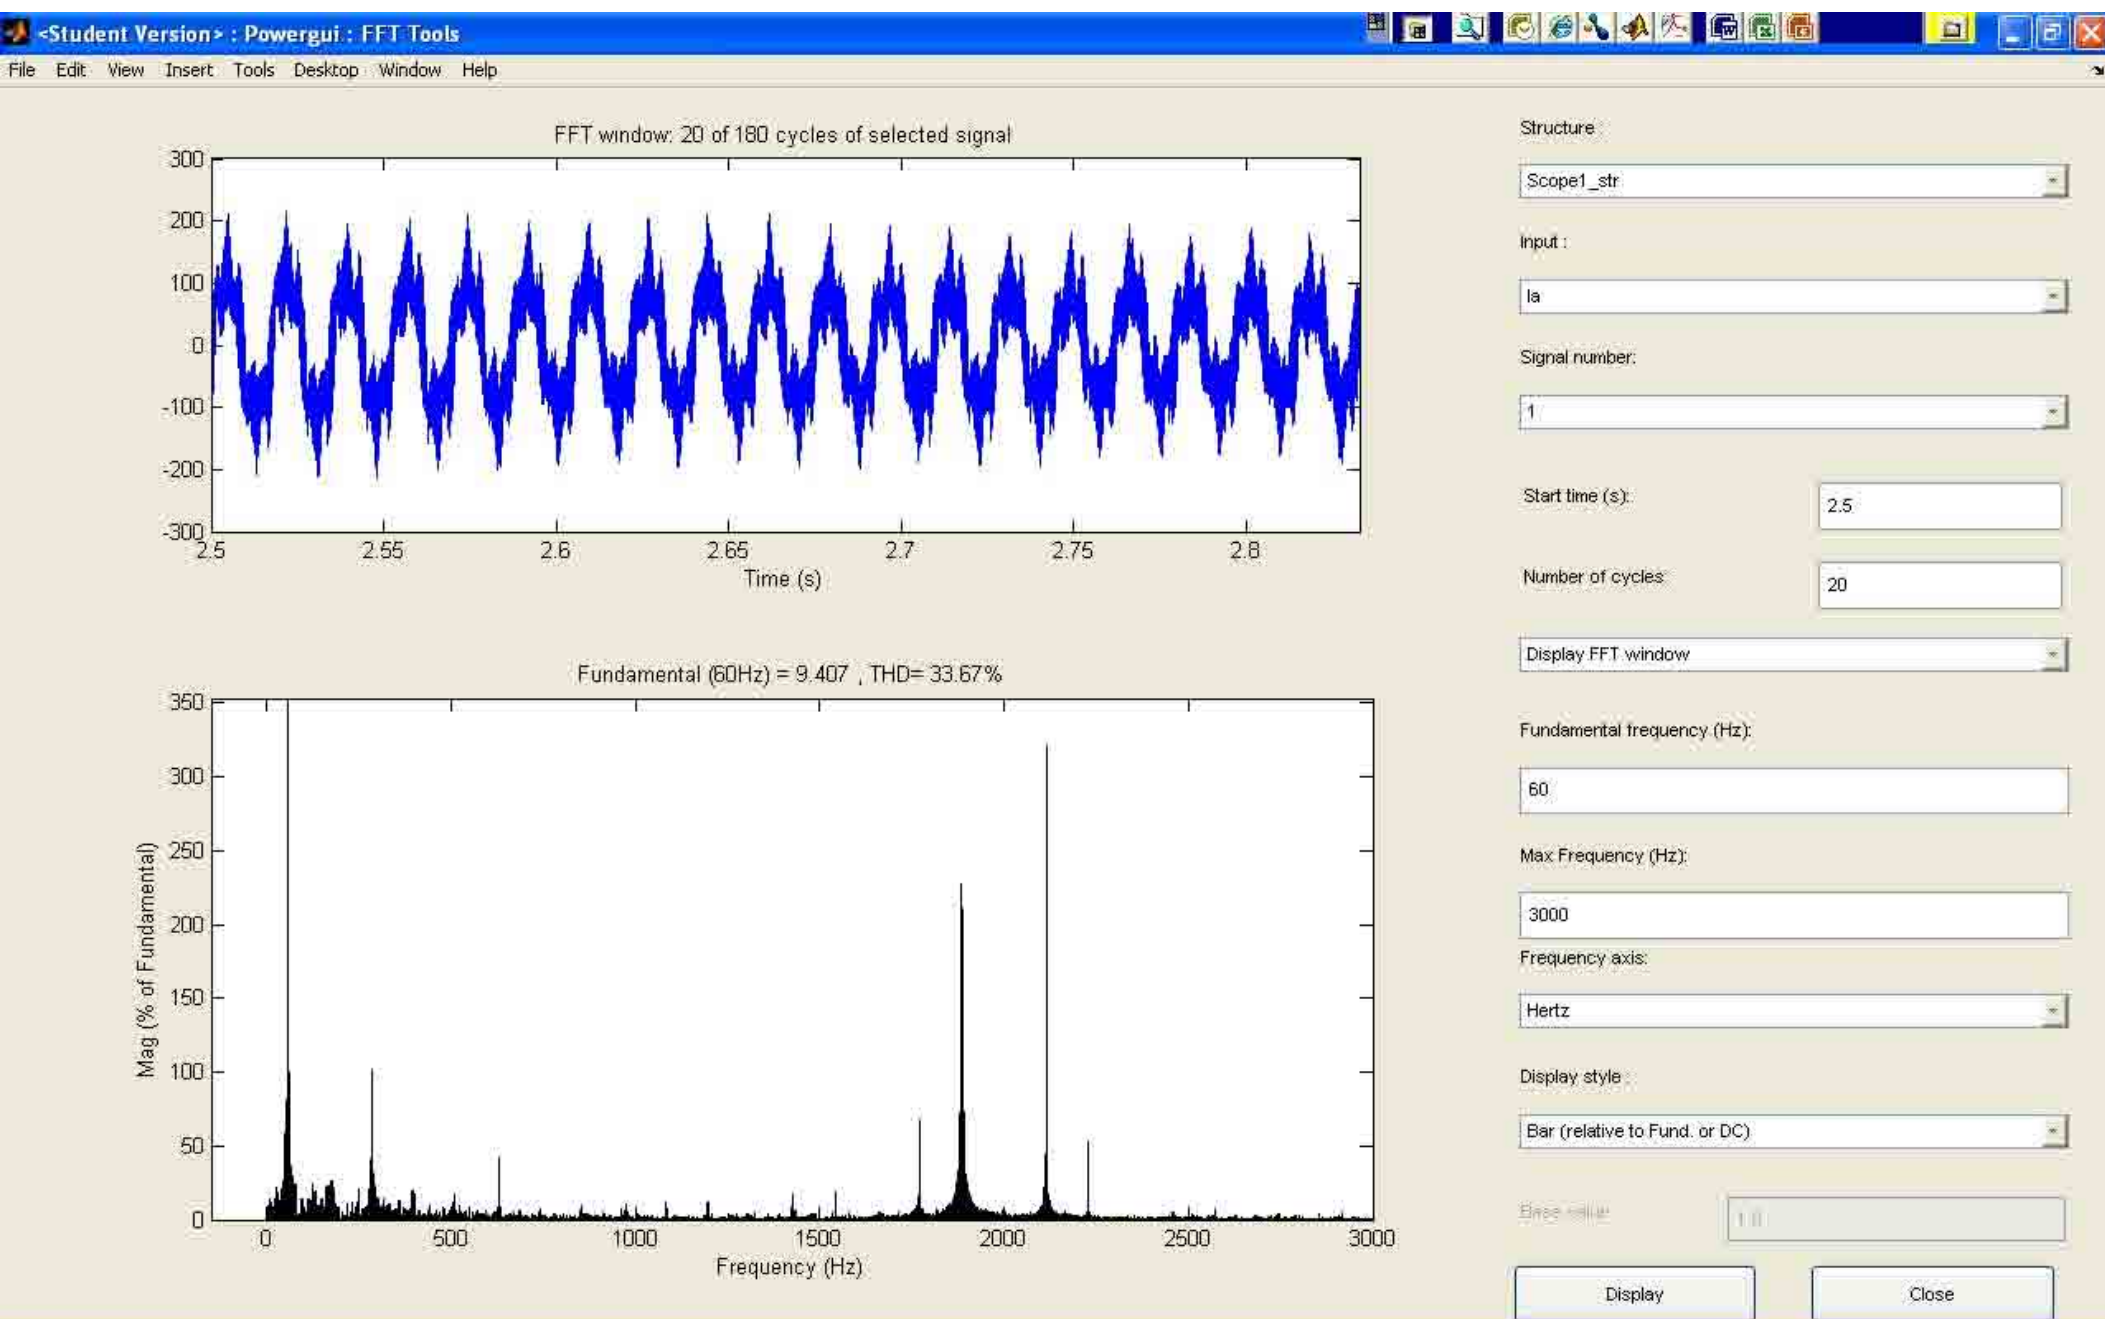 <Student Version> : Powergui : FFT Tools
File Edit View Insert Tools Desktop Window Help
FFT window: 20 of 180 cycles of selected signal
300
200
100
0
-100
-200
-300
2.5 2.55 2.6 2.65 2.7 2.75 2.8
Time (s)
Fundamental (60Hz) = 9.407 , THD= 33.67%
Mag (% of Fundamental)
350
300
250
200
150
100
50
0
0 500 1000 1500 2000 2500 3000
Frequency (Hz)
Structure :
Scope1_str
Input :
Ia
Signal number:
1
Start time (s):
2.5
Number of cycles:
20
Display FFT window
Fundamental frequency (Hz):
60
Max Frequency (Hz):
3000
Frequency axis:
Hertz
Display style :
Bar (relative to Fund. or DC)
Base value:
1.0
Display Close